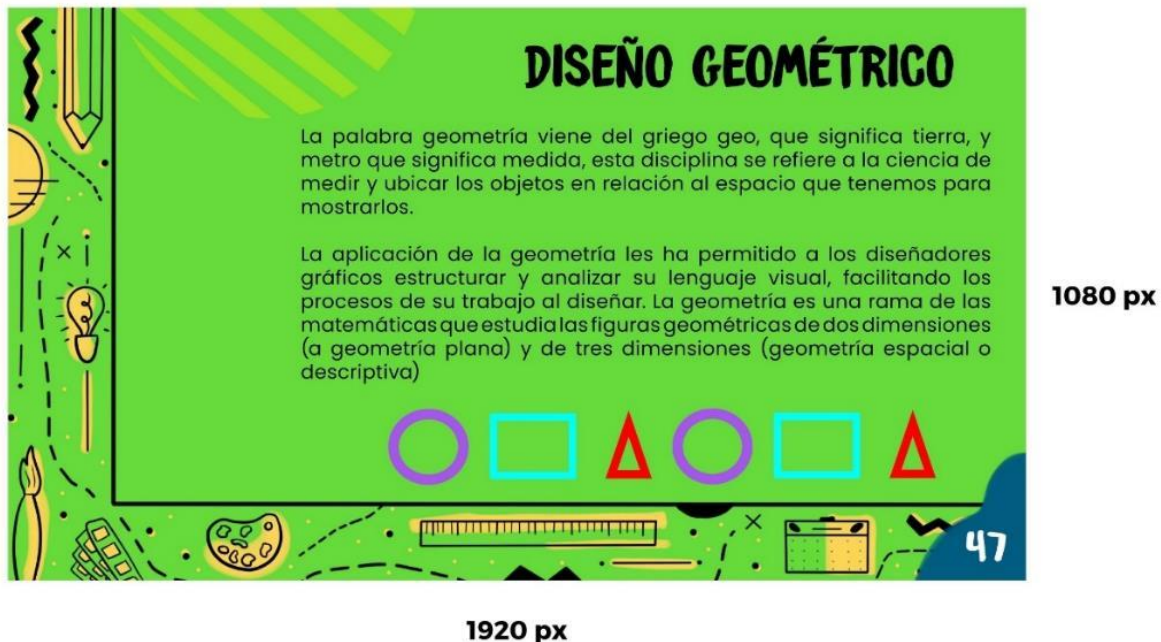 DISEÑO GEOMÉTRICO
La palabra geometría viene del griego geo, que significa tierra, y
metro que significa medida, esta disciplina se refiere a la ciencia de
medir y ubicar los objetos en relación al espacio que tenemos para
mostrarlos.
La aplicación de la geometría les ha permitido a los diseñadores
gráficos estructurar y analizar su lenguaje visual, facilitando los
procesos de su trabajo al diseñar. La geometría es una rama de las
matemáticas que estudia las figuras geométricas de dos dimensiones
(a geometría plana) y de tres dimensiones (geometría espacial o
descriptiva)
1080 px
47
1920 px